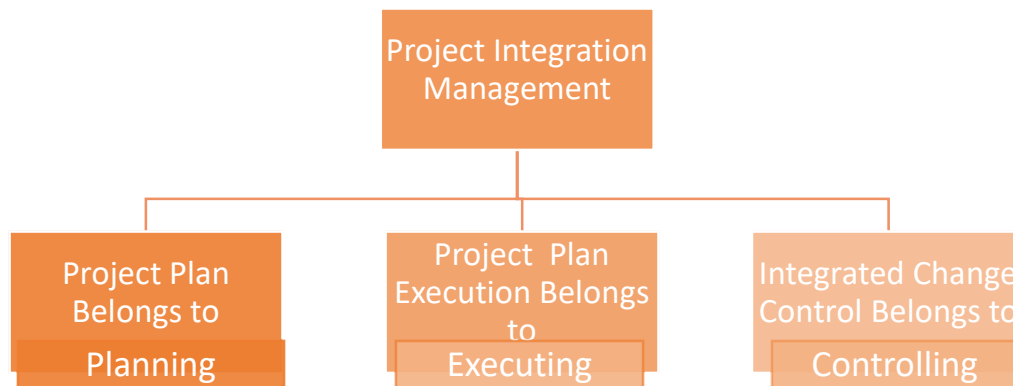 Project Integration
Management
Project Plan
Belongs to
Planning
Project Plan
Execution Belongs
to
Executing
Integrated Change
Control Belongs to
Controlling